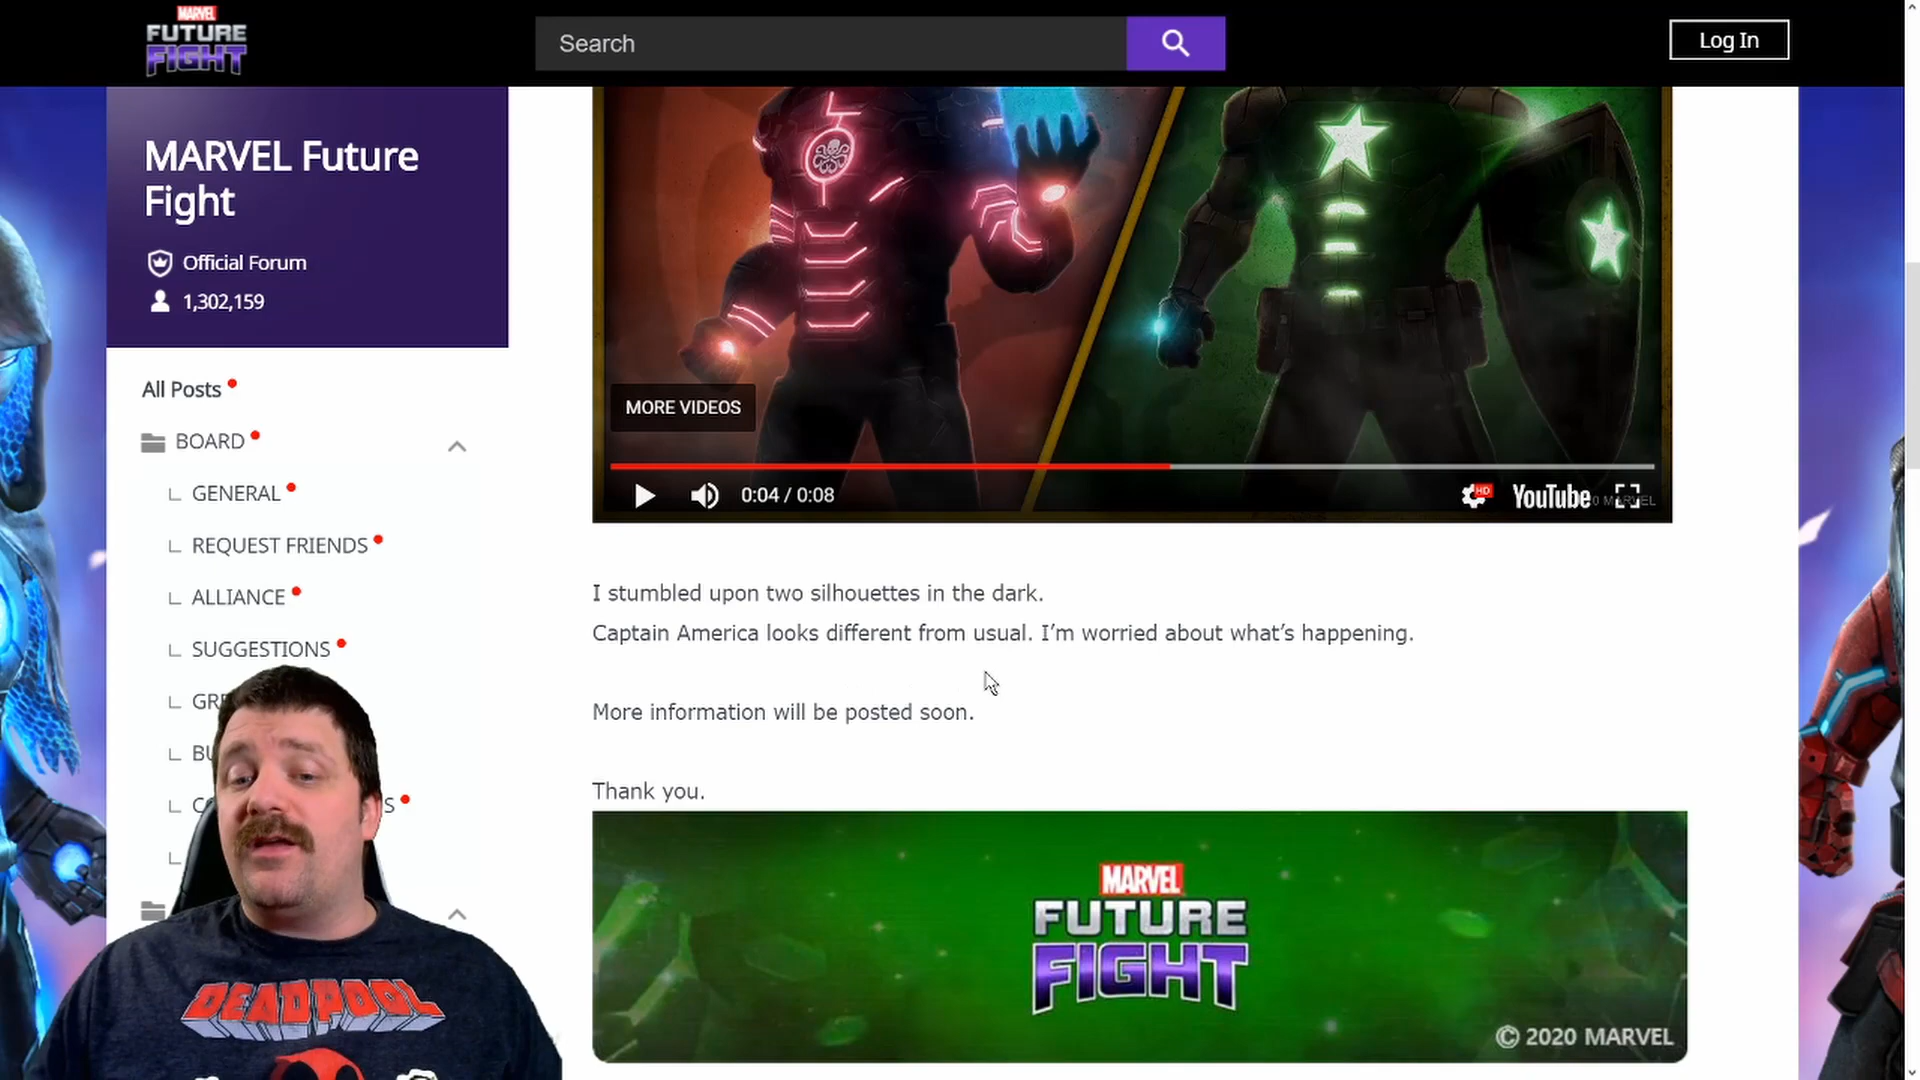 MARVEL
FUTURE
FIGHT
Search
Log In
MARVEL Future
Fight
Official Forum
1,302,159
All Posts
BOARD
GENERAL
REQUEST FRIENDS
ALLIANCE
SUGGESTIONS
MORE VIDEOS
0:04 / 0:08
HD
YouTube
MARVEL
I stumbled upon two silhouettes in the dark.
Captain America looks different from usual. I’m worried about what’s happening.
More information will be posted soon.
Thank you.
MARVEL
FUTURE
FIGHT
© 2020 MARVEL
DEADPOOL